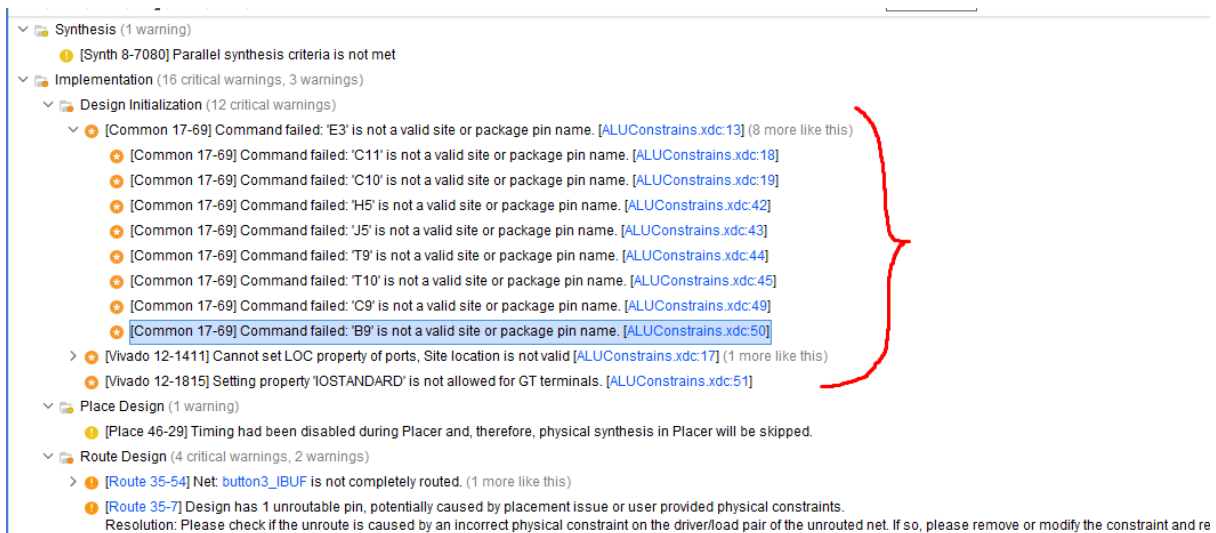 Synthesis (1 warning)
[Synth 8-7080] Parallel synthesis criteria is not met
Implementation (16 critical warnings, 3 warnings)
Design Initialization (12 critical warnings)
[Common 17-69] Command failed: 'E3' is not a valid site or package pin name. [ALUConstrains.xdc:13] (8 more like this)
[Common 17-69] Command failed: 'C11' is not a valid site or package pin name. [ALUConstrains.xdc:18]
[Common 17-69] Command failed: 'C10' is not a valid site or package pin name. [ALUConstrains.xdc:19]
[Common 17-69] Command failed: 'H5' is not a valid site or package pin name. [ALUConstrains.xdc:42]
[Common 17-69] Command failed: 'J5' is not a valid site or package pin name. [ALUConstrains.xdc:43]
[Common 17-69] Command failed: 'T9' is not a valid site or package pin name. [ALUConstrains.xdc:44]
[Common 17-69] Command failed: 'T10' is not a valid site or package pin name. [ALUConstrains.xdc:45]
[Common 17-69] Command failed: 'C9' is not a valid site or package pin name. [ALUConstrains.xdc:49]
[Common 17-69] Command failed: 'B9' is not a valid site or package pin name. [ALUConstrains.xdc:50]
[Vivado 12-1411] Cannot set LOC property of ports, Site location is not valid [ALUConstrains.xdc:17] (1 more like this)
[Vivado 12-1815] Setting property 'IOSTANDARD' is not allowed for GT terminals. [ALUConstrains.xdc:51]
Place Design (1 warning)
[Place 46-29] Timing had been disabled during Placer and, therefore, physical synthesis in Placer will be skipped.
Route Design (4 critical warnings, 2 warnings)
[Route 35-54] Net: button3_IBUF is not completely routed. (1 more like this)
[Route 35-7] Design has 1 unroutable pin, potentially caused by placement issue or user provided physical constraints.
Resolution: Please check if the unroute is caused by an incorrect physical constraint on the driver/load pair of the unrouted net. If so, please remove or modify the constraint and re